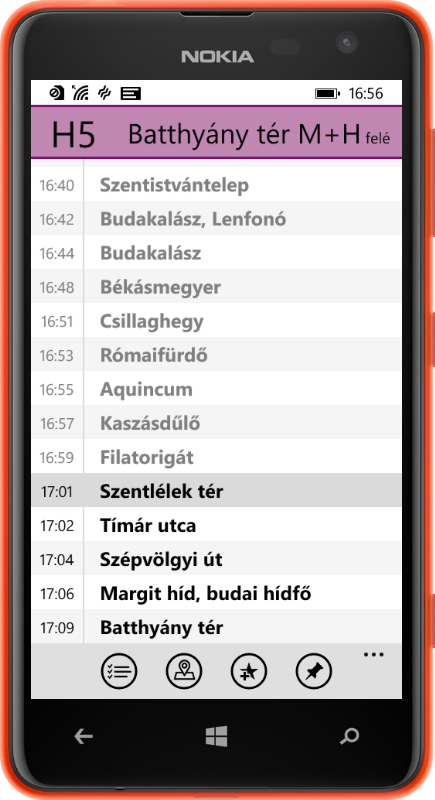 NOKIA
16:56
H5 Batthyány tér M+H felé
16:40 Szentistvántelep
16:42 Budakalász, Lenfonó
16:44 Budakalász
16:48 Békásmegyer
16:51 Csillaghegy
16:53 Rómaifürdő
16:55 Aquincum
16:57 Kaszásdűlő
16:59 Filatorigát
17:01 Szentlélek tér
17:02 Tímár utca
17:04 Szépvölgyi út
17:06 Margit híd, budai hídfő
17:09 Batthyány tér